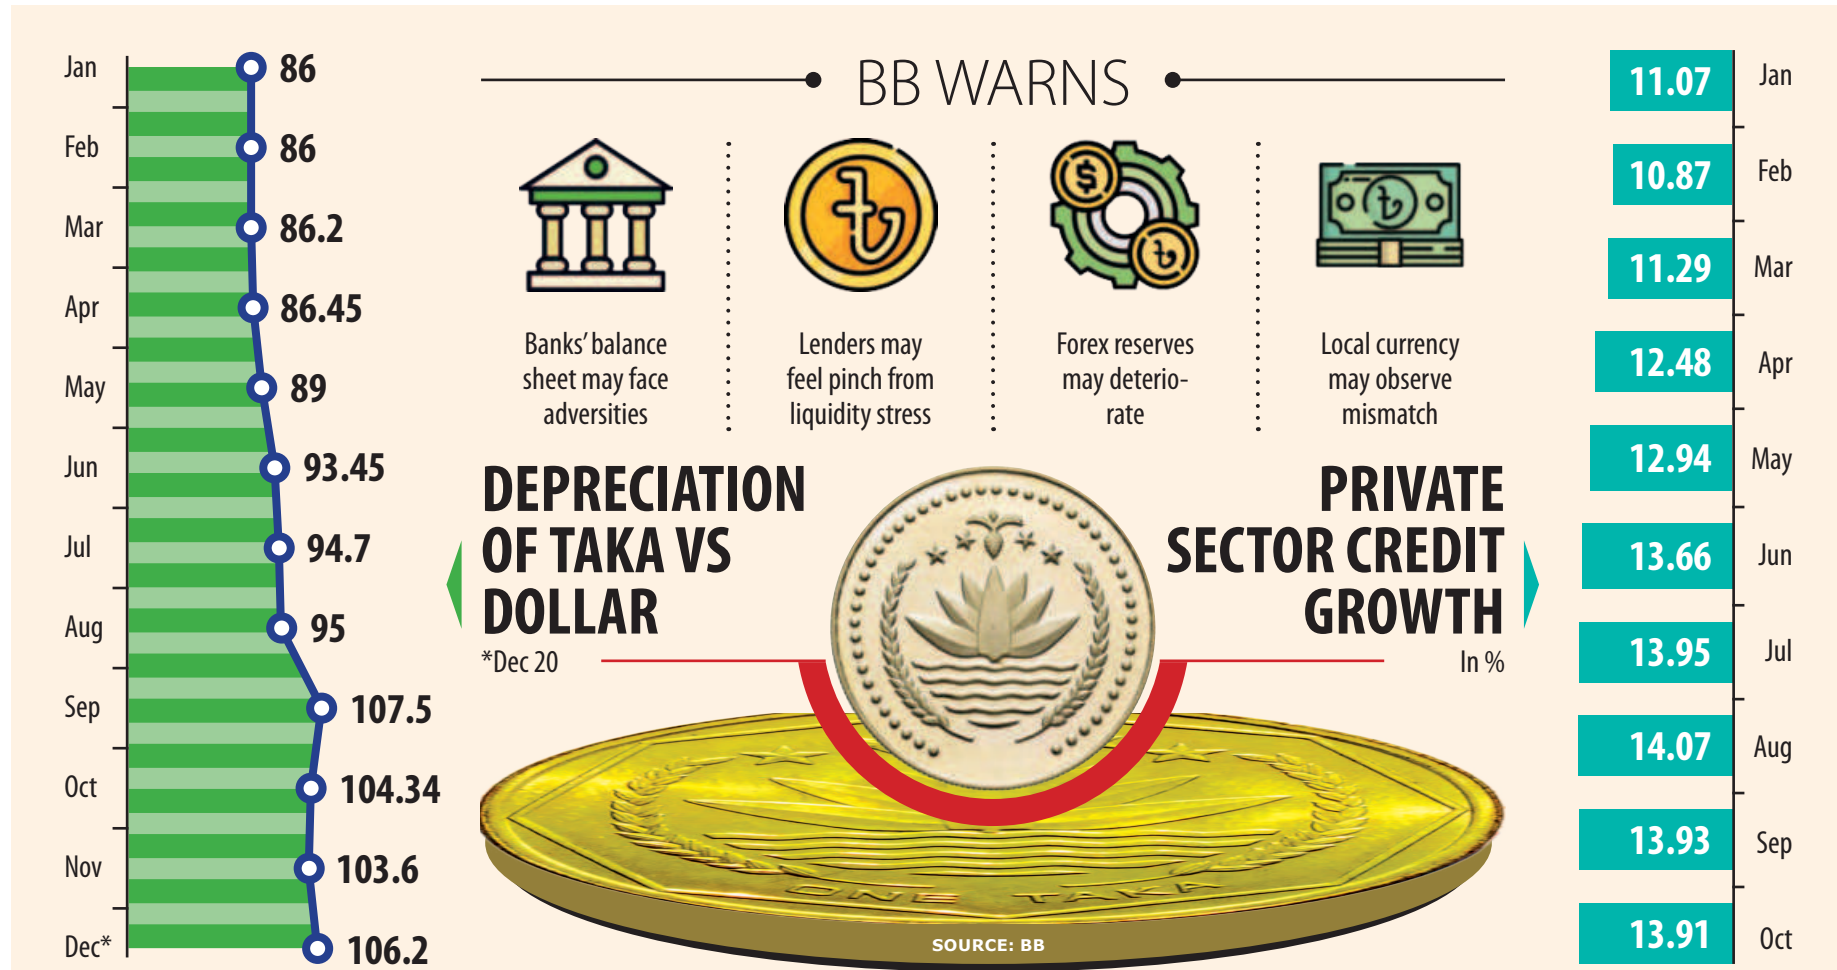 BB WARNS
Banks' balance
sheet may face
adversities
Lenders may
feel pinch from
liquidity stress
Forex reserves
may deterio-
rate
Local currency
may observe
mismatch
DEPRECIATION
OF TAKA VS
DOLLAR
*Dec 20
Jan 86
Feb 86
Mar 86.2
Apr 86.45
May 89
Jun 93.45
Jul 94.7
Aug 95
Sep 107.5
Oct 104.34
Nov 103.6
Dec* 106.2
PRIVATE
SECTOR CREDIT
GROWTH
In %
11.07 Jan
10.87 Feb
11.29 Mar
12.48 Apr
12.94 May
13.66 Jun
13.95 Jul
14.07 Aug
13.93 Sep
13.91 Oct
ONE TAKA
SOURCE: BB